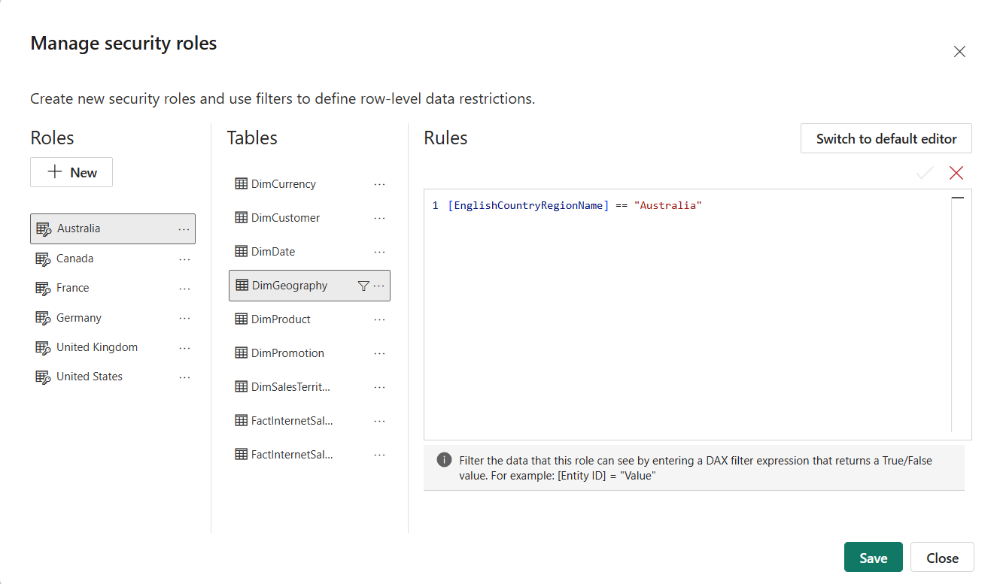 Manage security roles
Create new security roles and use filters to define row-level data restrictions.
Roles
New
Australia
Canada
France
Germany
United Kingdom
United States
Tables
DimCurrency
DimCustomer
DimDate
DimGeography
DimProduct
DimPromotion
DimSalesTerrit...
FactInternetSal...
FactInternetSal...
Rules
Switch to default editor
1 [EnglishCountryRegionName] == "Australia"
Filter the data that this role can see by entering a DAX filter expression that returns a True/False
value. For example: [Entity ID] = "Value"
Save
Close